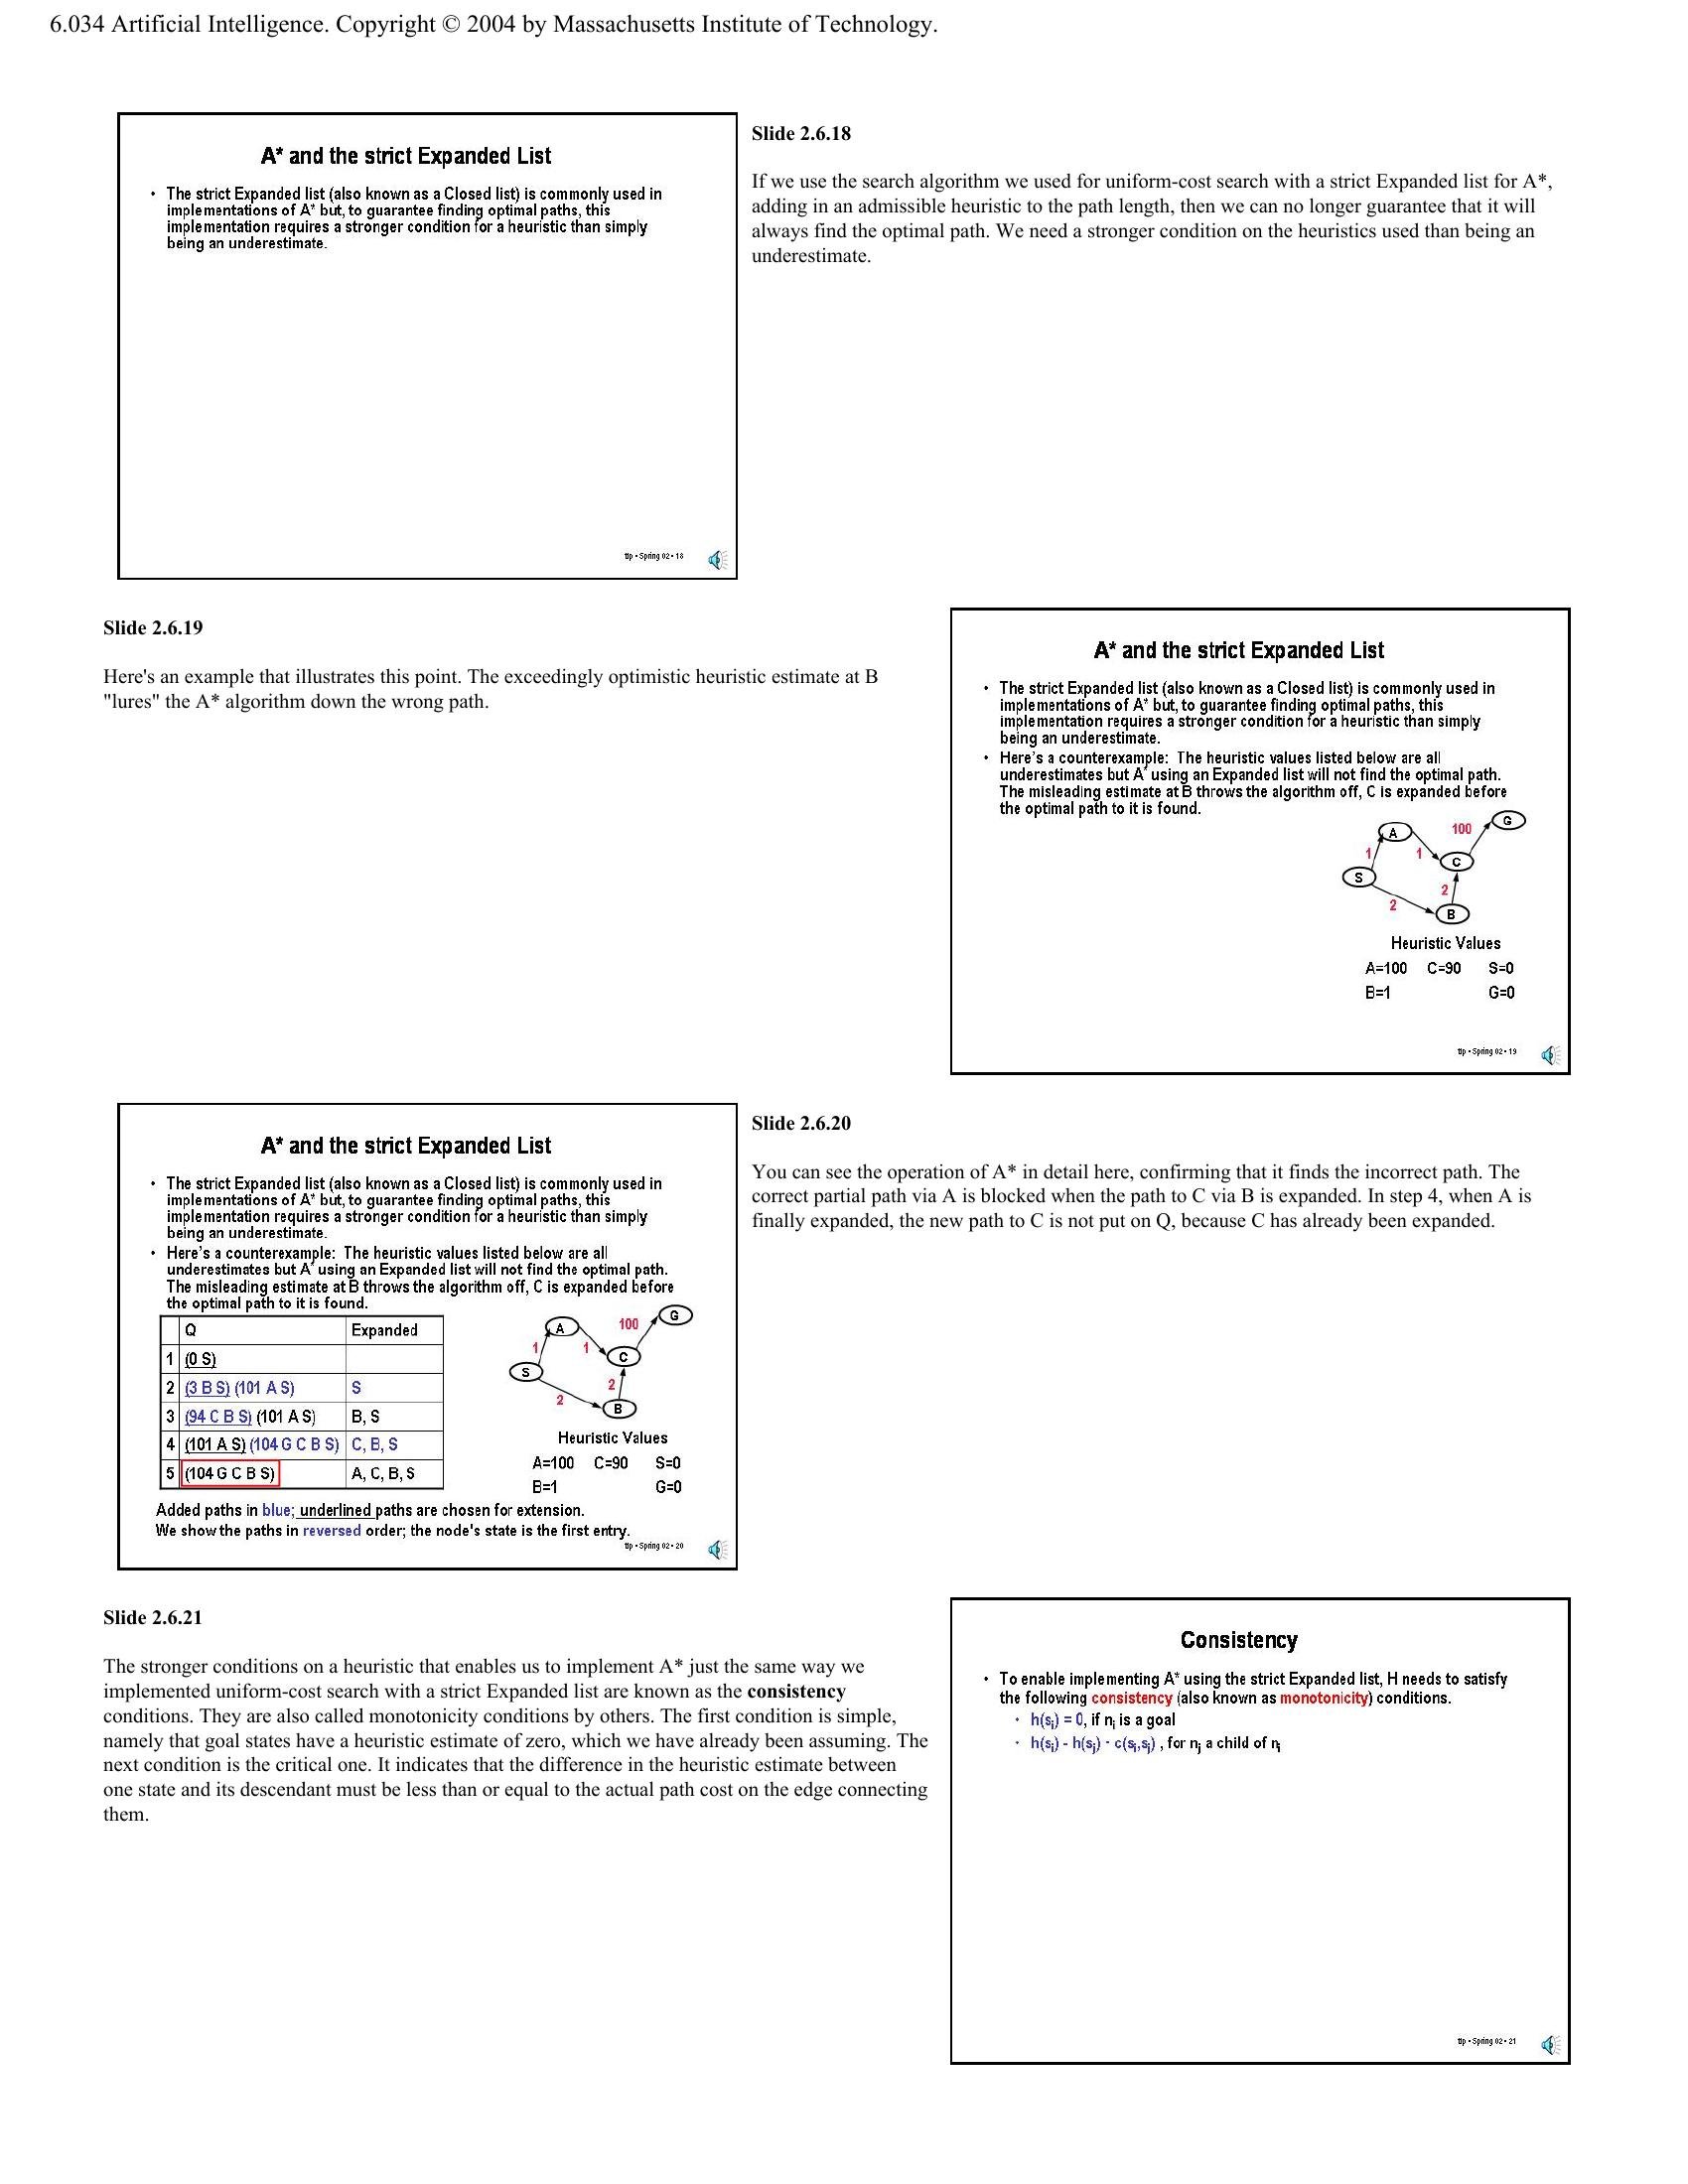 6.034 Artificial Intelligence. Copyright © 2004 by Massachusetts Institute of Technology.
A* and the strict Expanded List
• The strict Expanded list (also known as a Closed list) is commonly used in
implementations of A* but, to guarantee finding optimal paths, this
implementation requires a stronger condition for a heuristic than simply
being an underestimate.
tlp • Spring 02 • 18
Slide 2.6.18
If we use the search algorithm we used for uniform-cost search with a strict Expanded list for A*,
adding in an admissible heuristic to the path length, then we can no longer guarantee that it will
always find the optimal path. We need a stronger condition on the heuristics used than being an
underestimate.
Slide 2.6.19
Here's an example that illustrates this point. The exceedingly optimistic heuristic estimate at B
"lures" the A* algorithm down the wrong path.
A* and the strict Expanded List
• The strict Expanded list (also known as a Closed list) is commonly used in
implementations of A* but, to guarantee finding optimal paths, this
implementation requires a stronger condition for a heuristic than simply
being an underestimate.
• Here's a counterexample: The heuristic values listed below are all
underestimates but A* using an Expanded list will not find the optimal path.
The misleading estimate at B throws the algorithm off, C is expanded before
the optimal path to it is found.
G
A 100
1 1 C
S
2
2 B
Heuristic Values
A=100 C=90 S=0
B=1 G=0
tlp • Spring 02 • 19
A* and the strict Expanded List
• The strict Expanded list (also known as a Closed list) is commonly used in
implementations of A* but, to guarantee finding optimal paths, this
implementation requires a stronger condition for a heuristic than simply
being an underestimate.
• Here's a counterexample: The heuristic values listed below are all
underestimates but A* using an Expanded list will not find the optimal path.
The misleading estimate at B throws the algorithm off, C is expanded before
the optimal path to it is found.
Q Expanded
1 (0 S)
2 (3 B S) (101 A S) S
3 (94 C B S) (101 A S) B, S
4 (101 A S) (104 G C B S) C, B, S
5 (104 G C B S) A, C, B, S
G
A 100
1 1 C
S
2
2 B
Heuristic Values
A=100 C=90 S=0
B=1 G=0
Added paths in blue; underlined paths are chosen for extension.
We show the paths in reversed order; the node's state is the first entry.
tlp • Spring 02 • 20
Slide 2.6.20
You can see the operation of A* in detail here, confirming that it finds the incorrect path. The
correct partial path via A is blocked when the path to C via B is expanded. In step 4, when A is
finally expanded, the new path to C is not put on Q, because C has already been expanded.
Slide 2.6.21
The stronger conditions on a heuristic that enables us to implement A* just the same way we
implemented uniform-cost search with a strict Expanded list are known as the consistency
conditions. They are also called monotonicity conditions by others. The first condition is simple,
namely that goal states have a heuristic estimate of zero, which we have already been assuming. The
next condition is the critical one. It indicates that the difference in the heuristic estimate between
one state and its descendant must be less than or equal to the actual path cost on the edge connecting
them.
Consistency
• To enable implementing A* using the strict Expanded list, H needs to satisfy
the following consistency (also known as monotonicity) conditions.
• h(si) = 0, if ni is a goal
• h(si) - h(sj) · c(si,sj) , for nj a child of ni
tlp • Spring 02 • 21